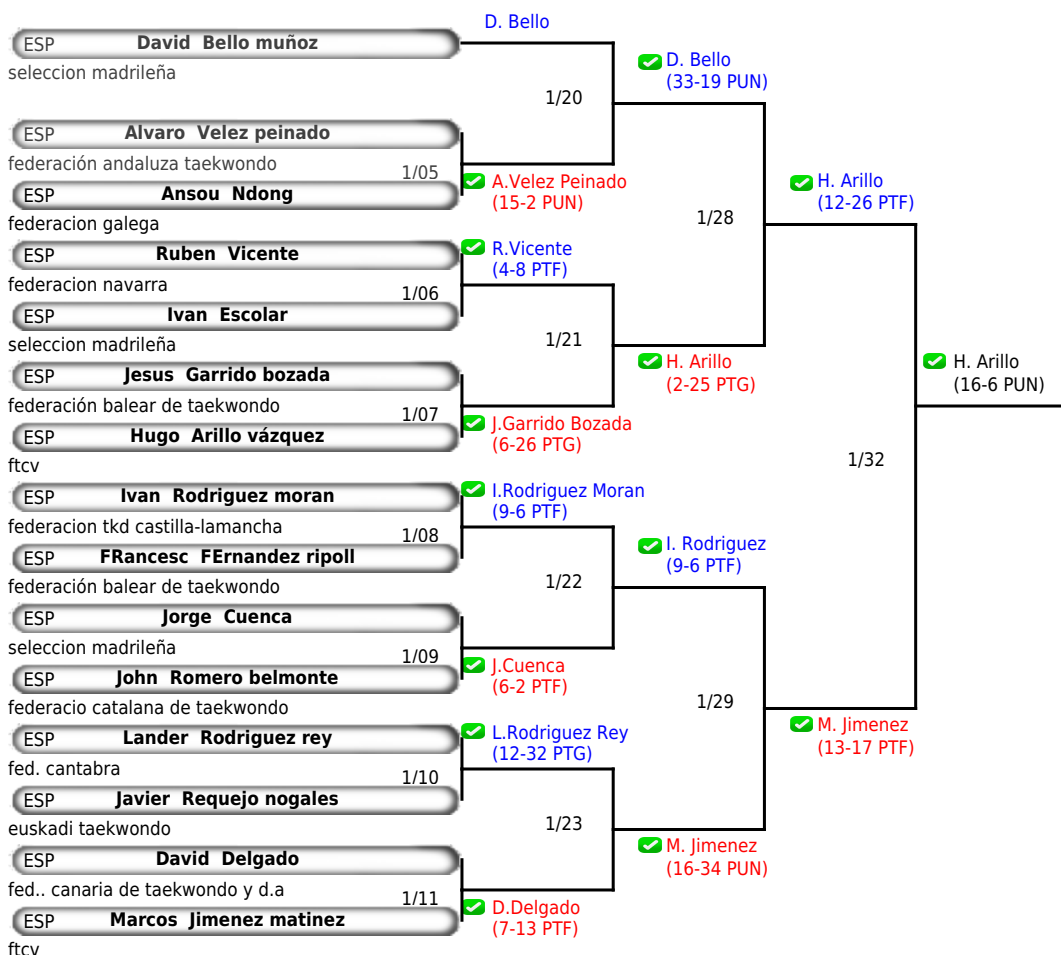 D. Bello
ESP David Bello muñoz
seleccion madrileña
D. Bello
(33-19 PUN)
1/20
ESP Alvaro Velez peinado
federación andaluza taekwondo
1/05
A.Velez Peinado
(15-2 PUN)
ESP Ansou Ndong
federacion galega
H. Arillo
(12-26 PTF)
1/28
ESP Ruben Vicente
federacion navarra
R.Vicente
(4-8 PTF)
1/06
ESP Ivan Escolar
seleccion madrileña
1/21
H. Arillo
(2-25 PTG)
H. Arillo
(16-6 PUN)
ESP Jesus Garrido bozada
federación balear de taekwondo
1/07
J.Garrido Bozada
(6-26 PTG)
ESP Hugo Arillo vázquez
ftcv
1/32
ESP Ivan Rodriguez moran
federacion tkd castilla-lamancha
I.Rodriguez Moran
(9-6 PTF)
1/08
ESP FRancesc FErnandez ripoll
federación balear de taekwondo
I. Rodriguez
(9-6 PTF)
1/22
ESP Jorge Cuenca
seleccion madrileña
1/09
J.Cuenca
(6-2 PTF)
ESP John Romero belmonte
federacio catalana de taekwondo
1/29
M. Jimenez
(13-17 PTF)
ESP Lander Rodriguez rey
fed. cantabra
L.Rodriguez Rey
(12-32 PTG)
1/10
ESP Javier Requejo nogales
euskadi taekwondo
1/23
M. Jimenez
(16-34 PUN)
ESP David Delgado
fed.. canaria de taekwondo y d.a
1/11
D.Delgado
(7-13 PTF)
ESP Marcos Jimenez matinez
ftcv